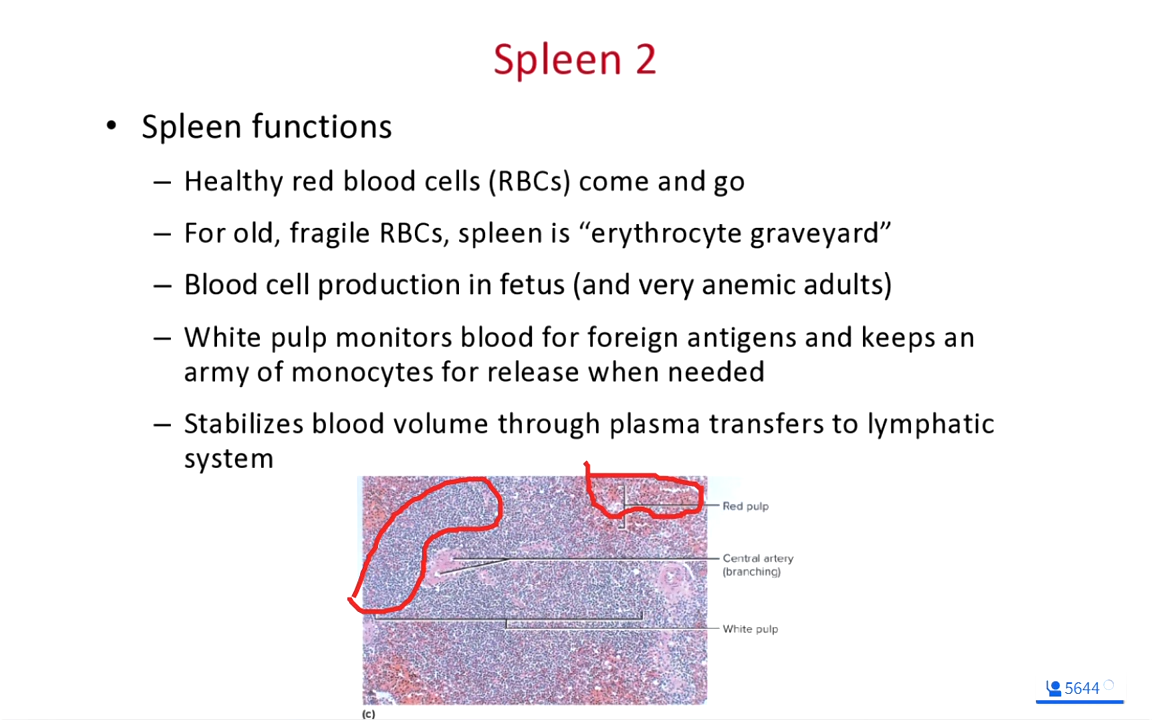 Spleen 2
• Spleen functions
– Healthy red blood cells (RBCs) come and go
– For old, fragile RBCs, spleen is “erythrocyte graveyard”
– Blood cell production in fetus (and very anemic adults)
– White pulp monitors blood for foreign antigens and keeps an
army of monocytes for release when needed
– Stabilizes blood volume through plasma transfers to lymphatic
system
Red pulp
Central artery
(branching)
White pulp
5644
(c)